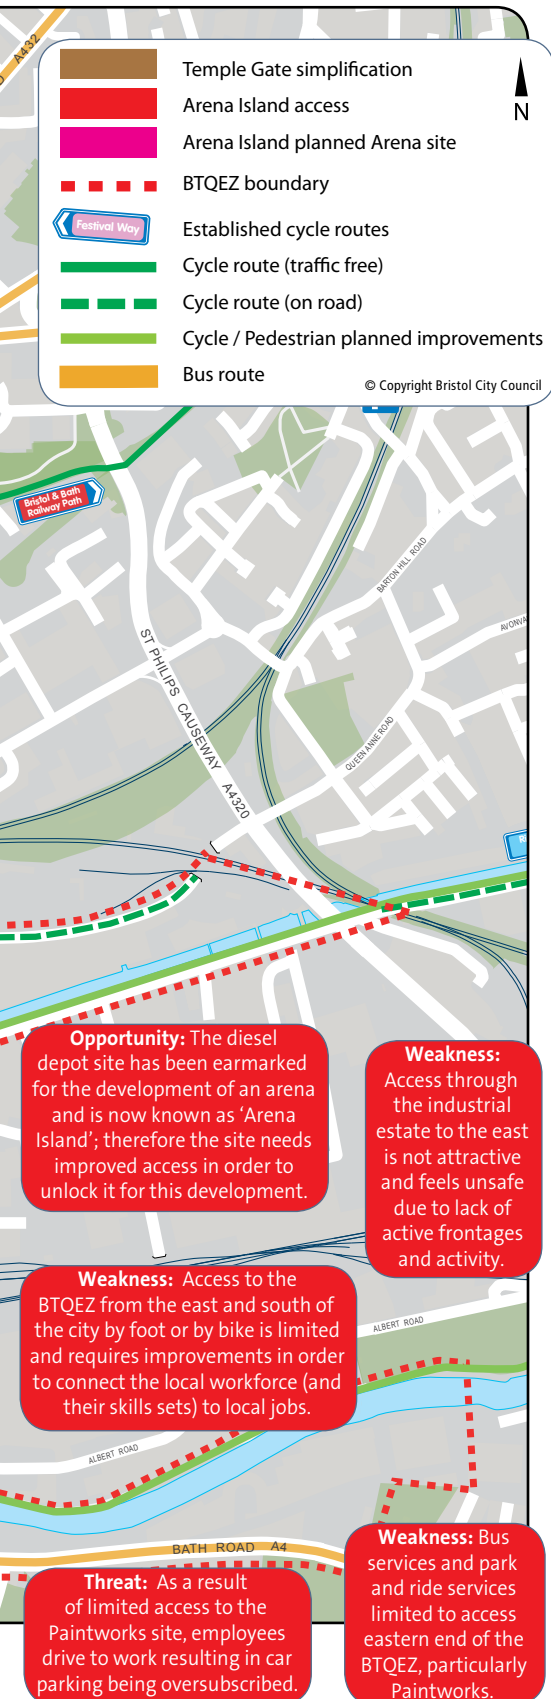 A432
Temple Gate simplification
Arena Island access
N
Arena Island planned Arena site
BTQEZ boundary
Festival Way
Established cycle routes
Cycle route (traffic free)
Cycle route (on road)
Cycle / Pedestrian planned improvements
Bus route
© Copyright Bristol City Council
Bristol & Bath
Railway Path
BARTON HILL ROAD
AVONVA
ST PHILIPS CAUSEWAY A4320
QUEEN ANNE ROAD
Opportunity: The diesel
depot site has been earmarked
for the development of an arena
and is now known as ‘Arena
Island’; therefore the site needs
improved access in order to
unlock it for this development.
Weakness:
Access through
the industrial
estate to the east
is not attractive
and feels unsafe
due to lack of
active frontages
and activity.
Weakness: Access to the
BTQEZ from the east and south of
the city by foot or by bike is limited
and requires improvements in order
to connect the local workforce (and
their skills sets) to local jobs.
ALBERT ROAD
ALBERT ROAD
BATH ROAD A4
Threat: As a result
of limited access to the
Paintworks site, employees
drive to work resulting in car
parking being oversubscribed.
Weakness: Bus
services and park
and ride services
limited to access
eastern end of the
BTQEZ, particularly
Paintworks.